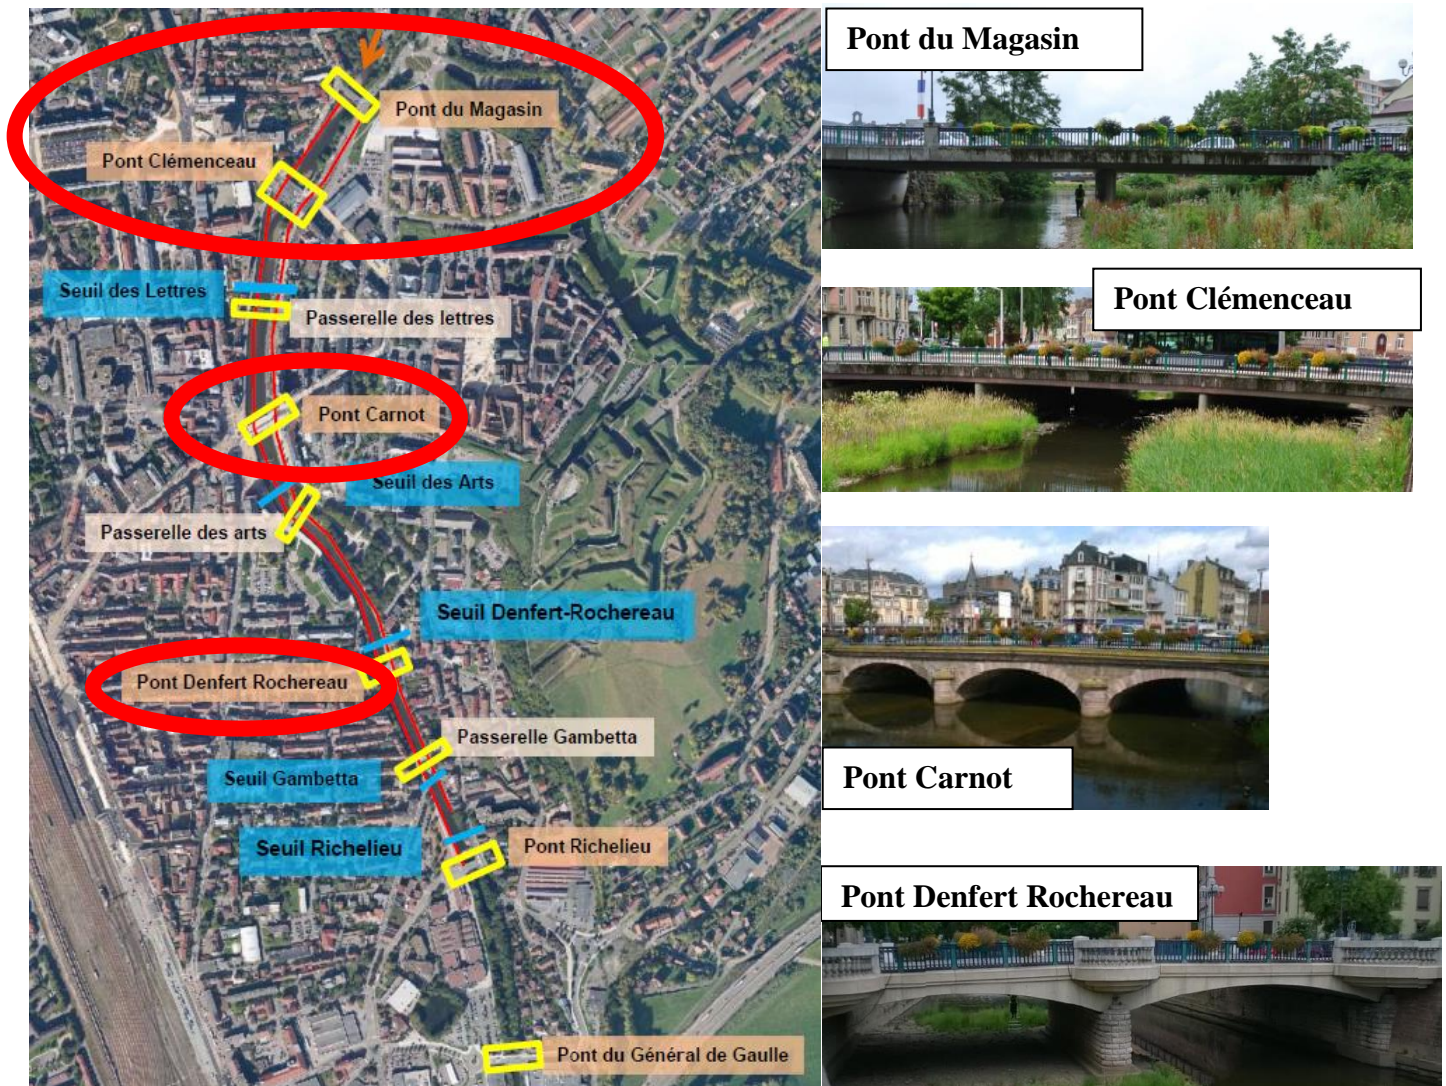 Pont du Magasin
Pont Clémenceau
Seuil des Lettres
Passerelle des lettres
Pont Carnot
Seuil des Arts
Passerelle des arts
Seuil Denfert-Rochereau
Pont Denfert Rochereau
Passerelle Gambetta
Seuil Gambetta
Seuil Richelieu
Pont Richelieu
Pont du Général de Gaulle
Pont du Magasin
Pont Clémenceau
Pont Carnot
Pont Denfert Rochereau